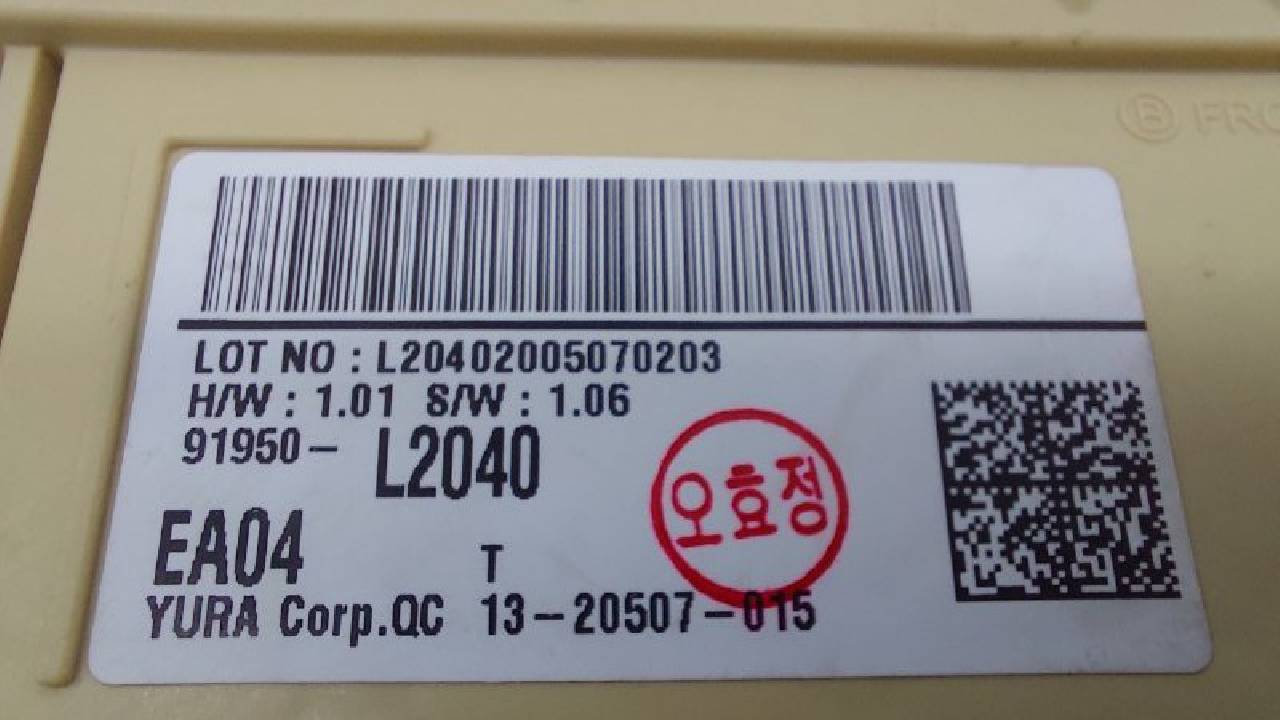 Ⓑ FRO
LOT NO : L20402005070203
H/W : 1.01 S/W : 1.06
91950- L2040
오효정
EA04
T
YURA Corp.QC 13-20507-015